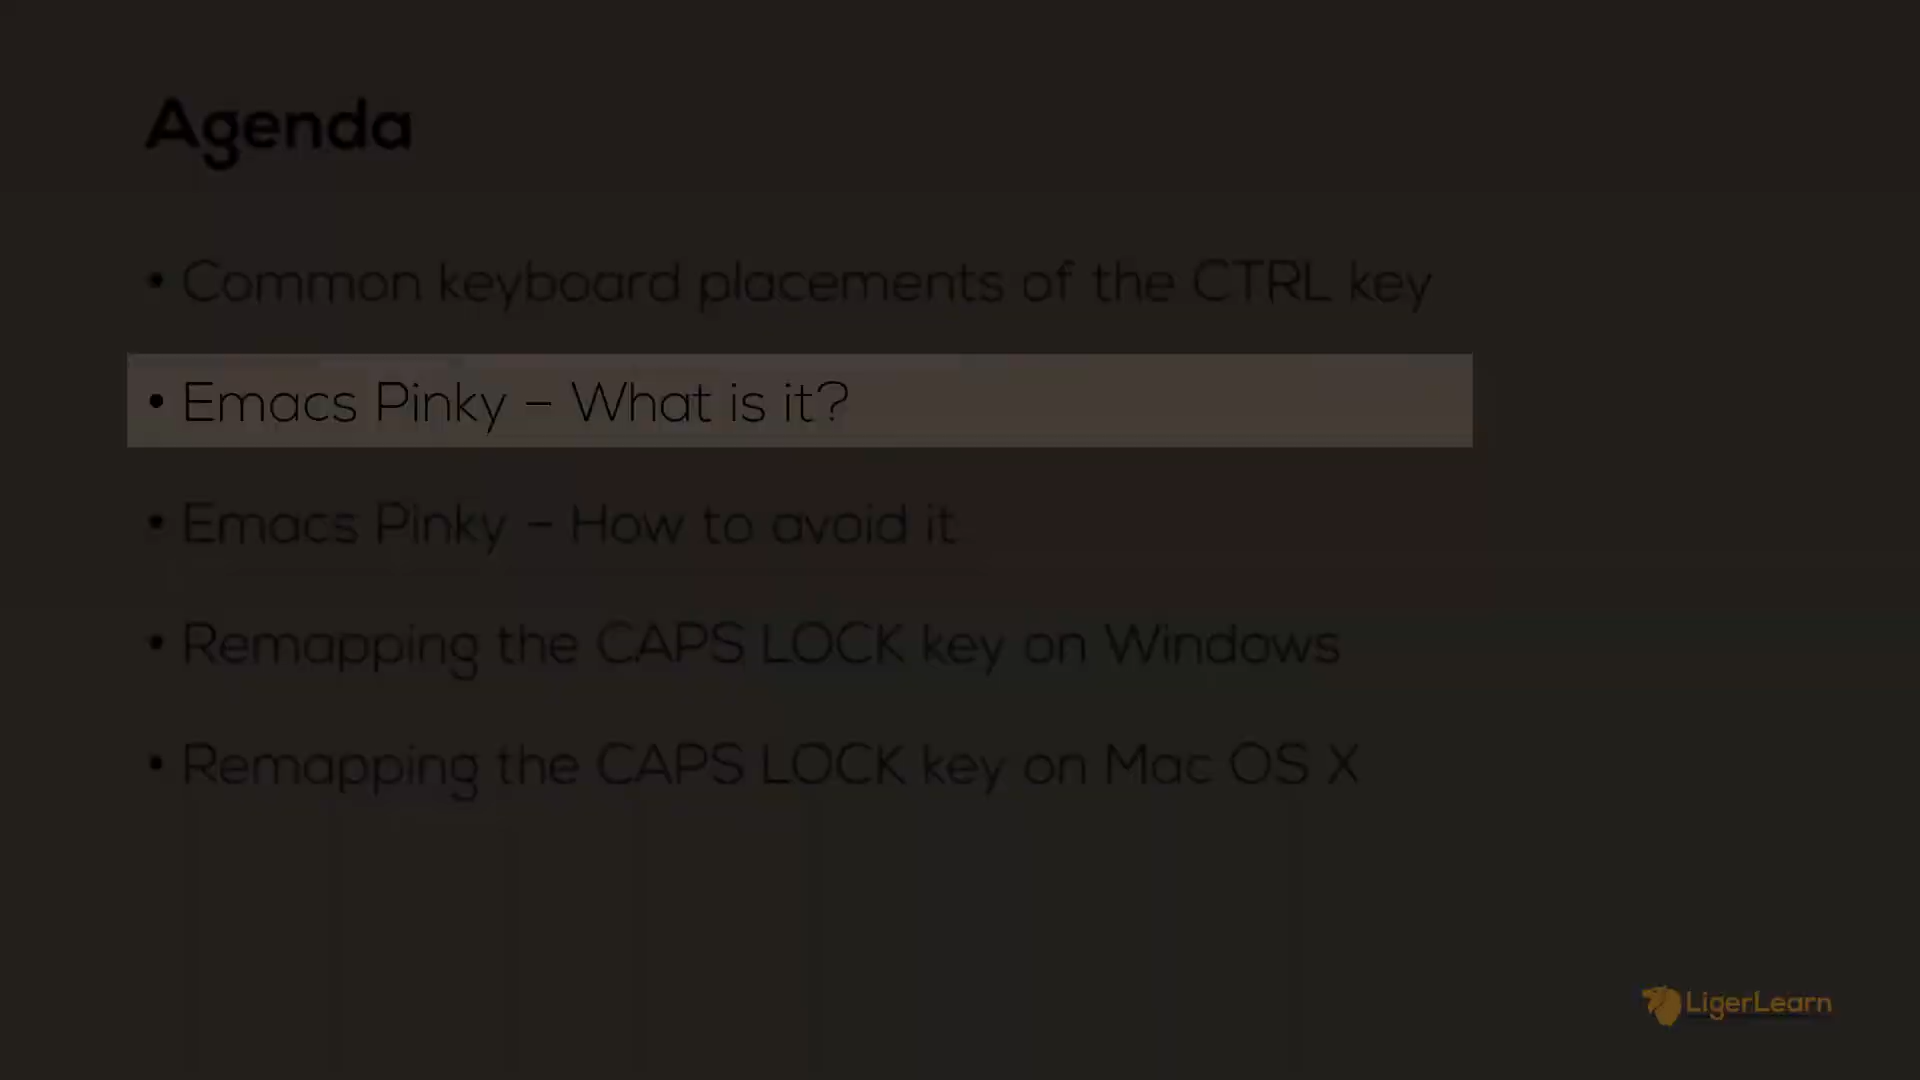 Agenda
• Common keyboard placements of the CTRL key
• Emacs Pinky – What is it?
• Emacs Pinky – How to avoid it
• Remapping the CAPS LOCK key on Windows
• Remapping the CAPS LOCK key on Mac OS X
LigerLearn